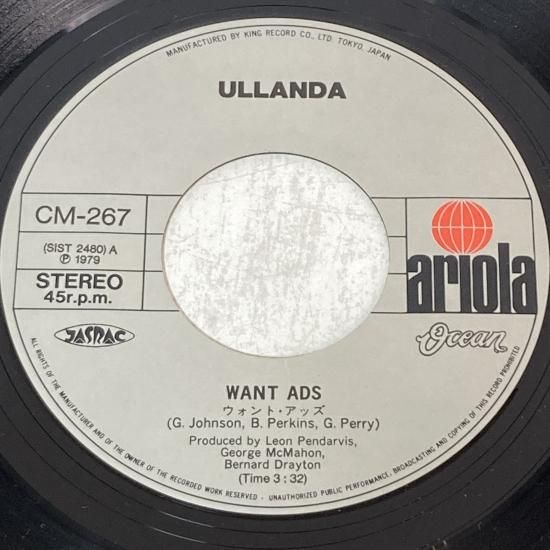 MANUFACTURED BY KING RECORD CO., LTD. TOKYO, JAPAN
ULLANDA
CM-267
(SIST 2480) A
Ⓟ 1979
STEREO
45r.p.m.
JASRAC
ariola
Ocean
WANT ADS
ウォント・アッズ
(G. Johnson, B. Perkins, G. Perry)
Produced by Leon Pendarvis,
George McMahon,
Bernard Drayton
(Time 3:32)
ALL RIGHTS OF THE MANUFACTURER AND OF THE OWNER OF THE RECORDED WORK RESERVED - UNAUTHORIZED PUBLIC PERFORMANCE, BROADCASTING AND COPYING OF THIS RECORD PROHIBITED